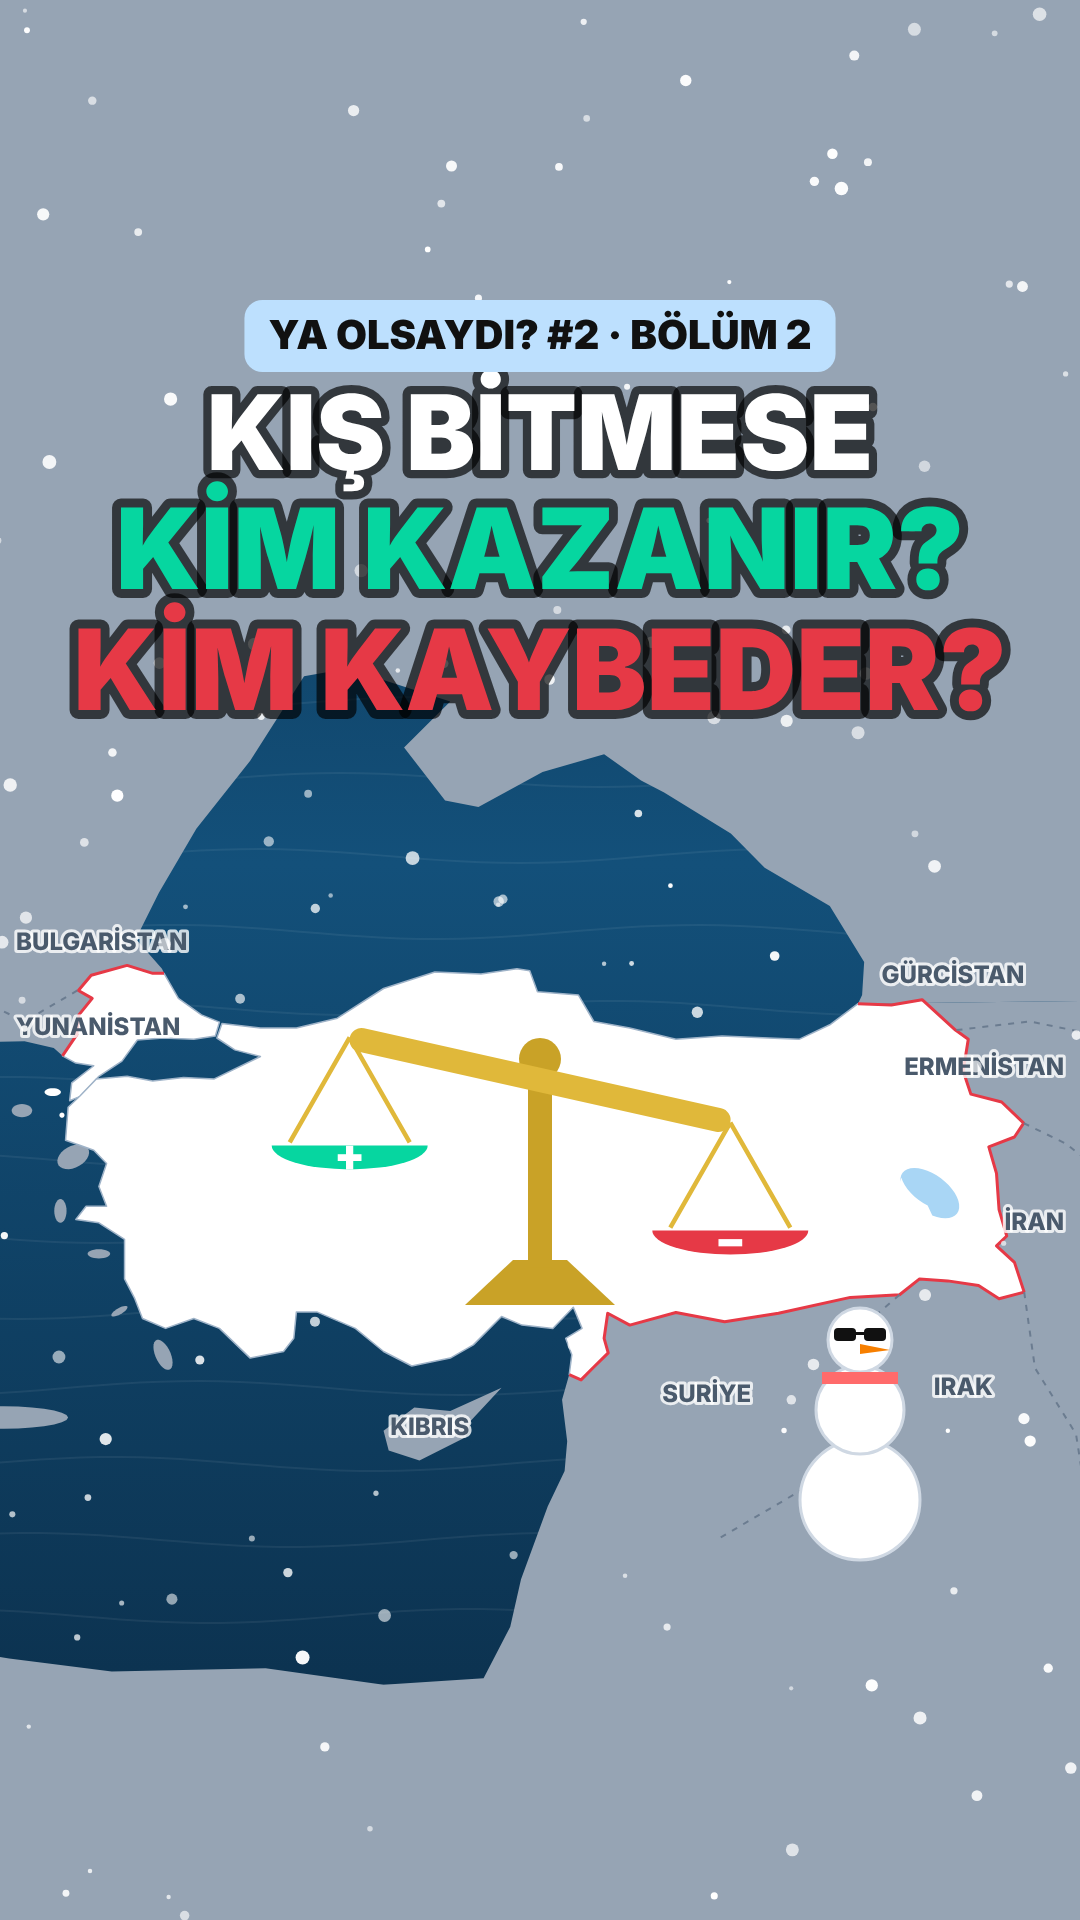 YA OLSAYDI? #2 · BÖLÜM 2
KIŞ BİTMESE
KİM KAZANIR?
KİM KAYBEDER?
BULGARİSTAN
GÜRCİSTAN
YUNANİSTAN
ERMENİSTAN
İRAN
SURİYE
IRAK
KIBRIS